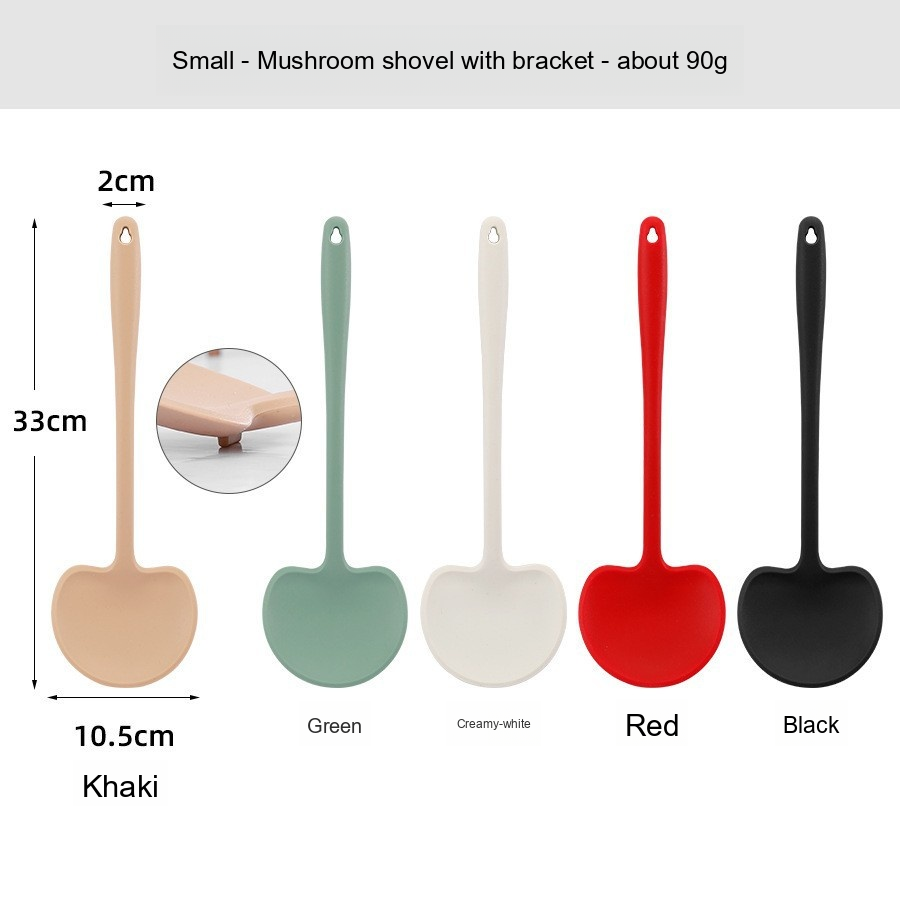 Small - Mushroom shovel with bracket - about 90g
2cm
33cm
10.5cm
Khaki
Green
Creamy-white
Red
Black